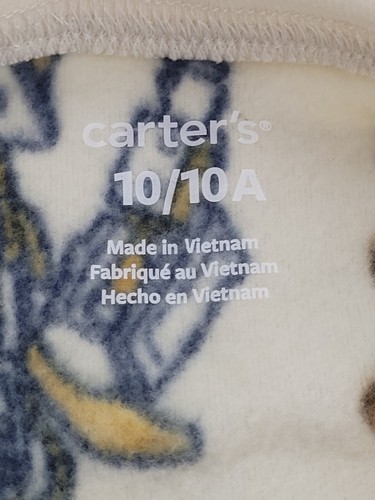 carter's®
10/10A
Made in Vietnam
Fabriqué au Vietnam
Hecho en Vietnam